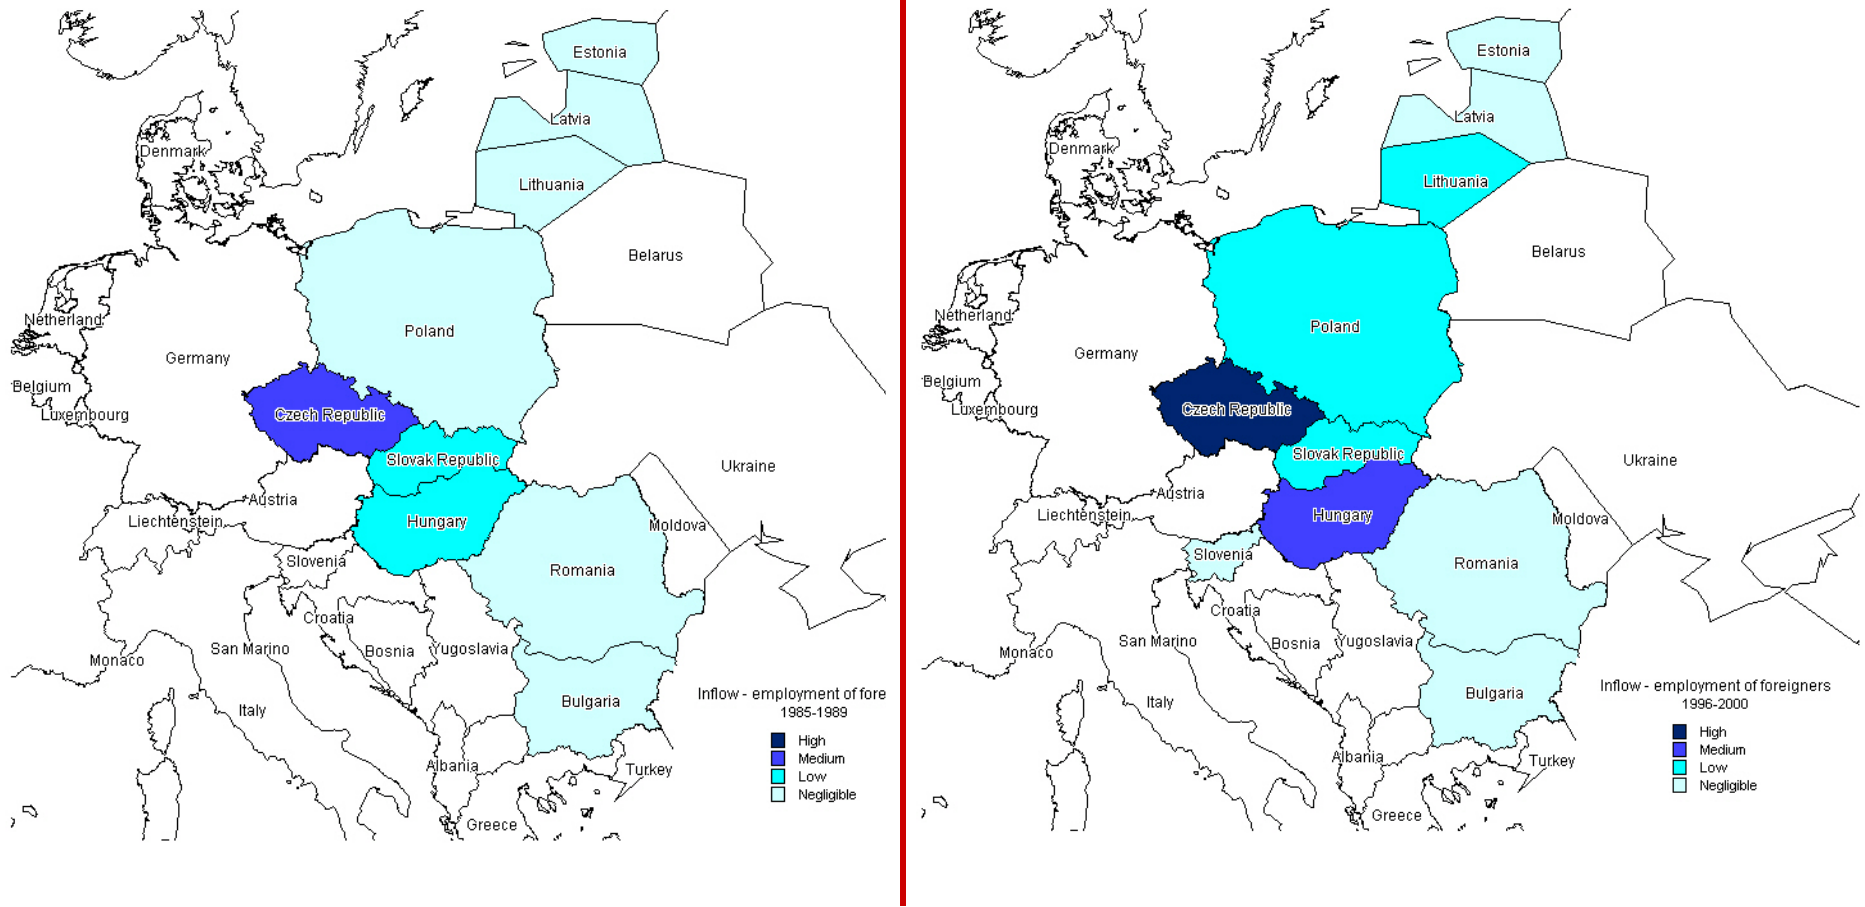 Estonia
Latvia
Denmark
Lithuania
Belarus
Netherland
Poland
Germany
Belgium
Luxembourg
Czech Republic
Slovak Republic
Ukraine
Austria
Liechtenstein
Hungary
Moldova
Slovenia
Romania
Croatia
San Marino
Bosnia
Yugoslavia
Monaco
Bulgaria
Italy
Albania
Turkey
Greece
Inflow - employment of fore
1985-1989
High
Medium
Low
Negligible
Estonia
Latvia
Denmark
Lithuania
Belarus
Netherland
Poland
Germany
Belgium
Luxembourg
Czech Republic
Slovak Republic
Ukraine
Austria
Liechtenstein
Hungary
Moldova
Slovenia
Romania
Croatia
San Marino
Bosnia
Yugoslavia
Monaco
Bulgaria
Italy
Albania
Turkey
Greece
Inflow - employment of foreigners
1996-2000
High
Medium
Low
Negligible